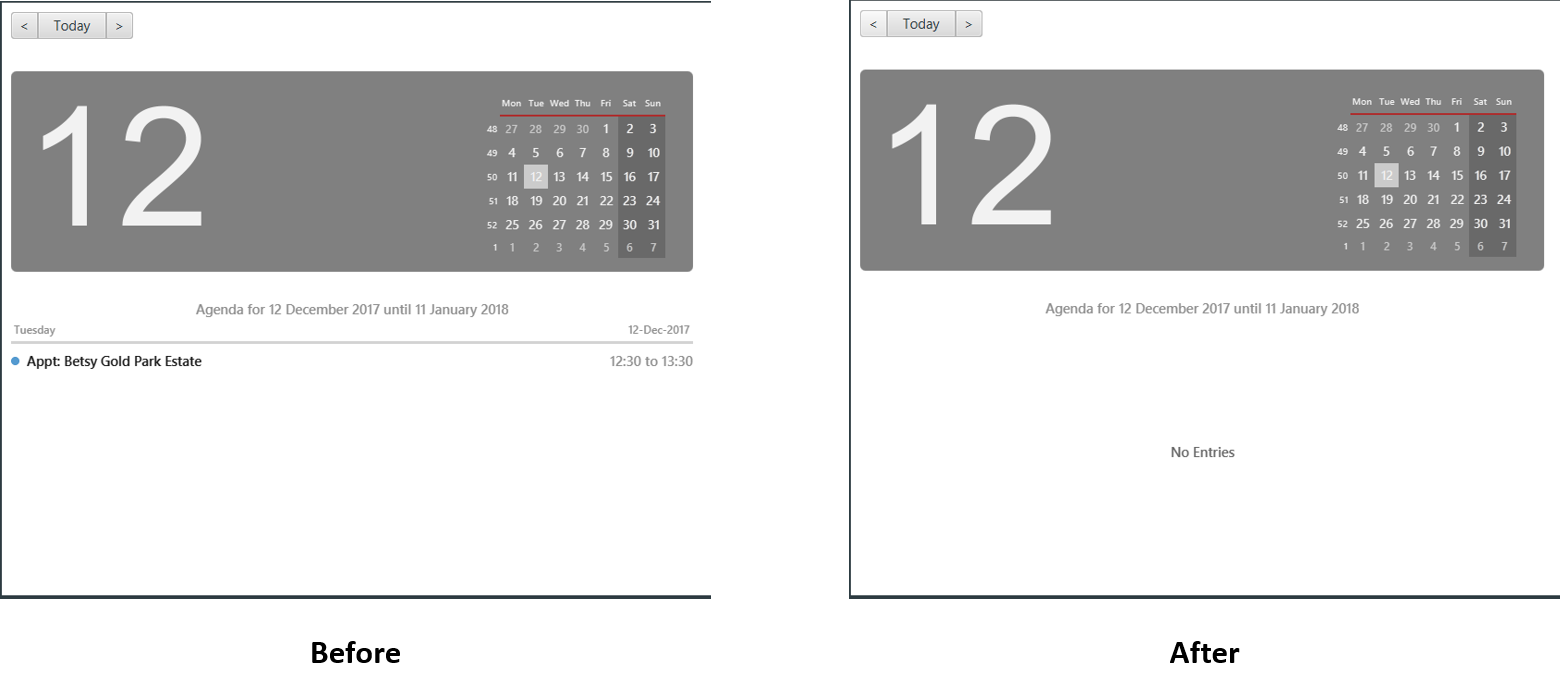 < Today >
12
Mon Tue Wed Thu Fri Sat Sun
48 27 28 29 30 1 2 3
49 4 5 6 7 8 9 10
50 11 12 13 14 15 16 17
51 18 19 20 21 22 23 24
52 25 26 27 28 29 30 31
1 1 2 3 4 5 6 7
Agenda for 12 December 2017 until 11 January 2018
Tuesday 12-Dec-2017
Appt: Betsy Gold Park Estate 12:30 to 13:30
Before
< Today >
12
Mon Tue Wed Thu Fri Sat Sun
48 27 28 29 30 1 2 3
49 4 5 6 7 8 9 10
50 11 12 13 14 15 16 17
51 18 19 20 21 22 23 24
52 25 26 27 28 29 30 31
1 1 2 3 4 5 6 7
Agenda for 12 December 2017 until 11 January 2018
No Entries
After